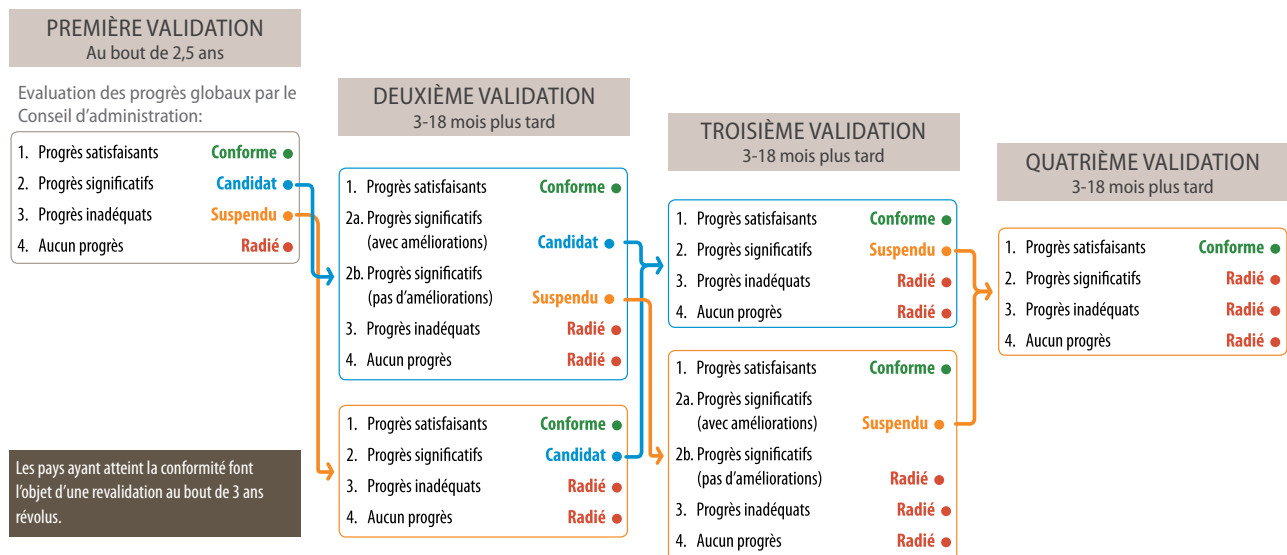 PREMIÈRE VALIDATION
Au bout de 2,5 ans
Evaluation des progrès globaux par le
Conseil d’administration:
1. Progrès satisfaisants Conforme
2. Progrès significatifs Candidat
3. Progrès inadéquats Suspendu
4. Aucun progrès Radié
Les pays ayant atteint la conformité font
l’objet d’une revalidation au bout de 3 ans
révolus.
DEUXIÈME VALIDATION
3-18 mois plus tard
1. Progrès satisfaisants Conforme
2a. Progrès significatifs
(avec améliorations) Candidat
2b. Progrès significatifs
(pas d’améliorations) Suspendu
3. Progrès inadéquats Radié
4. Aucun progrès Radié
1. Progrès satisfaisants Conforme
2. Progrès significatifs Candidat
3. Progrès inadéquats Radié
4. Aucun progrès Radié
TROISIÈME VALIDATION
3-18 mois plus tard
1. Progrès satisfaisants Conforme
2. Progrès significatifs Suspendu
3. Progrès inadéquats Radié
4. Aucun progrès Radié
1. Progrès satisfaisants Conforme
2a. Progrès significatifs
(avec améliorations) Suspendu
2b. Progrès significatifs
(pas d’améliorations) Radié
3. Progrès inadéquats Radié
4. Aucun progrès Radié
QUATRIÈME VALIDATION
3-18 mois plus tard
1. Progrès satisfaisants Conforme
2. Progrès significatifs Radié
3. Progrès inadéquats Radié
4. Aucun progrès Radié